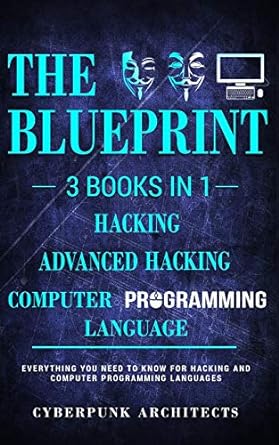 THE
BLUEPRINT
3 BOOKS IN 1
HACKING
ADVANCED HACKING
COMPUTER PROGRAMMING
LANGUAGE
EVERYTHING YOU NEED TO KNOW FOR HACKING AND
COMPUTER PROGRAMMING LANGUAGES
CYBERPUNK ARCHITECTS